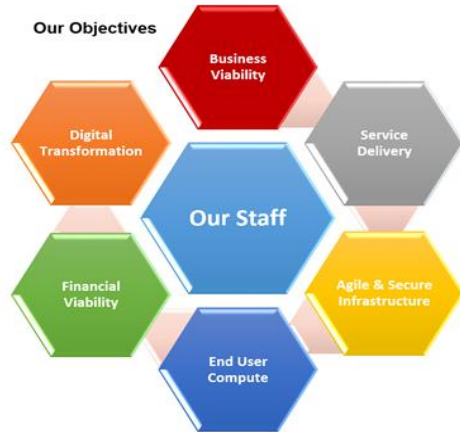 Our Objectives
Business
Viability
Service
Delivery
Agile & Secure
Infrastructure
End User
Compute
Financial
Viability
Digital
Transformation
Our Staff